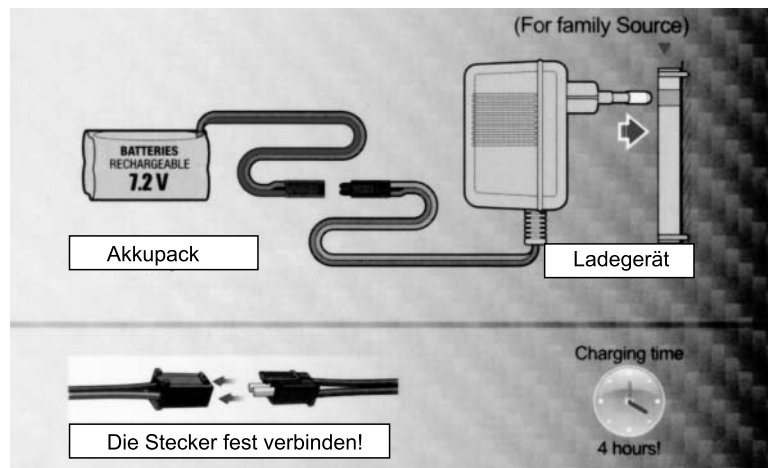 (For family Source)
BATTERIES
RECHARGEABLE
7.2 V
Akkupack
Ladegerät
Charging time
Die Stecker fest verbinden!
4 hours!